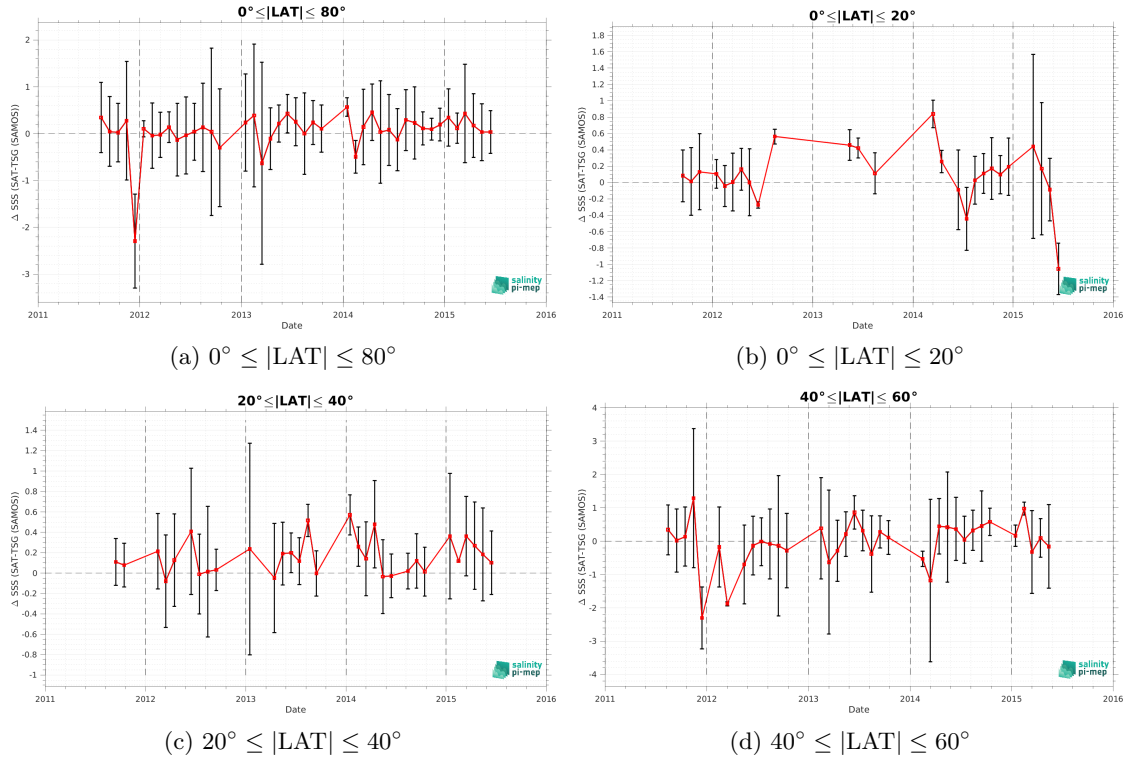 0°≤|LAT|≤ 80°
2
1
0
-1
-2
-3
Δ SSS (SAT-TSG (SAMOS))
2011
2012
2013
2014
2015
2016
Date
salinity
pi-mep
(a) 0° ≤ |LAT| ≤ 80°
0°≤|LAT|≤ 20°
1.8
1.6
1.4
1.2
1
0.8
0.6
0.4
0.2
0
-0.2
-0.4
-0.6
-0.8
-1
-1.2
-1.4
Δ SSS (SAT-TSG (SAMOS))
2011
2012
2013
2014
2015
2016
Date
salinity
pi-mep
(b) 0° ≤ |LAT| ≤ 20°
20°≤|LAT|≤ 40°
1.4
1.2
1
0.8
0.6
0.4
0.2
0
-0.2
-0.4
-0.6
-0.8
-1
Δ SSS (SAT-TSG (SAMOS))
2011
2012
2013
2014
2015
2016
Date
salinity
pi-mep
(c) 20° ≤ |LAT| ≤ 40°
40°≤|LAT|≤ 60°
4
3
2
1
0
-1
-2
-3
-4
Δ SSS (SAT-TSG (SAMOS))
2011
2012
2013
2014
2015
2016
Date
salinity
pi-mep
(d) 40° ≤ |LAT| ≤ 60°